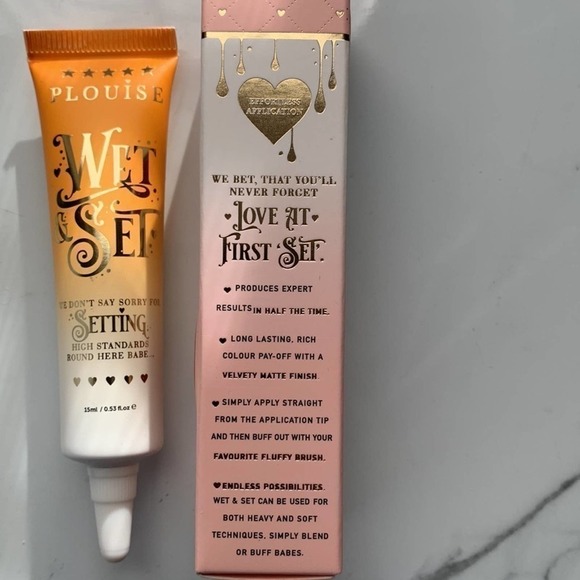 PLOUISE
WET
& SET
WE DON'T SAY SORRY FOR
SETTING
HIGH STANDARDS
ROUND HERE BABE...
15ml / 0.53 fl.oz e
EFFORTLESS
APPLICATION
WE BET, THAT YOU'LL
NEVER FORGET
LOVE AT
FIRST SET.
PRODUCES EXPERT
RESULTS IN HALF THE TIME.
LONG LASTING, RICH
COLOUR PAY-OFF WITH A
VELVETY MATTE FINISH.
SIMPLY APPLY STRAIGHT
FROM THE APPLICATION TIP
AND THEN BUFF OUT WITH YOUR
FAVOURITE FLUFFY BRUSH.
ENDLESS POSSIBILITIES.
WET & SET CAN BE USED FOR
BOTH HEAVY AND SOFT
TECHNIQUES, SIMPLY BLEND
OR BUFF BABES.